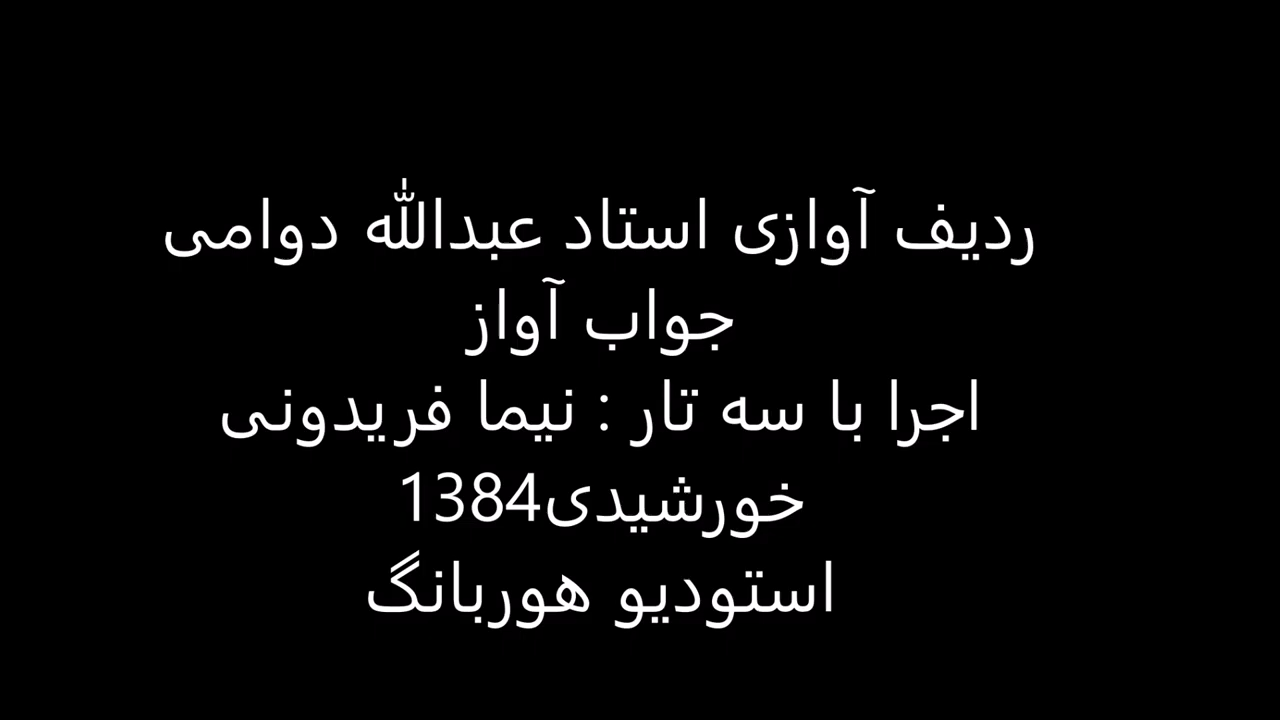 ردیف آوازی استاد عبدالله دوامی
جواب آواز
اجرا با سه تار : نیما فریدونی
خورشیدی1384
استودیو هوربانگ